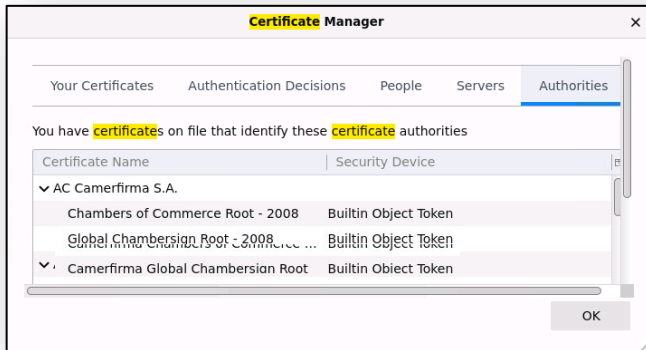 Certificate Manager
Your Certificates Authentication Decisions People Servers Authorities
You have certificates on file that identify these certificate authorities
Certificate Name Security Device
AC Camerfirma S.A.
Chambers of Commerce Root - 2008 Builtin Object Token
Global Chambersign Root - 2008 Builtin Object Token
Camerfirma Global Chambersign Root Builtin Object Token
OK